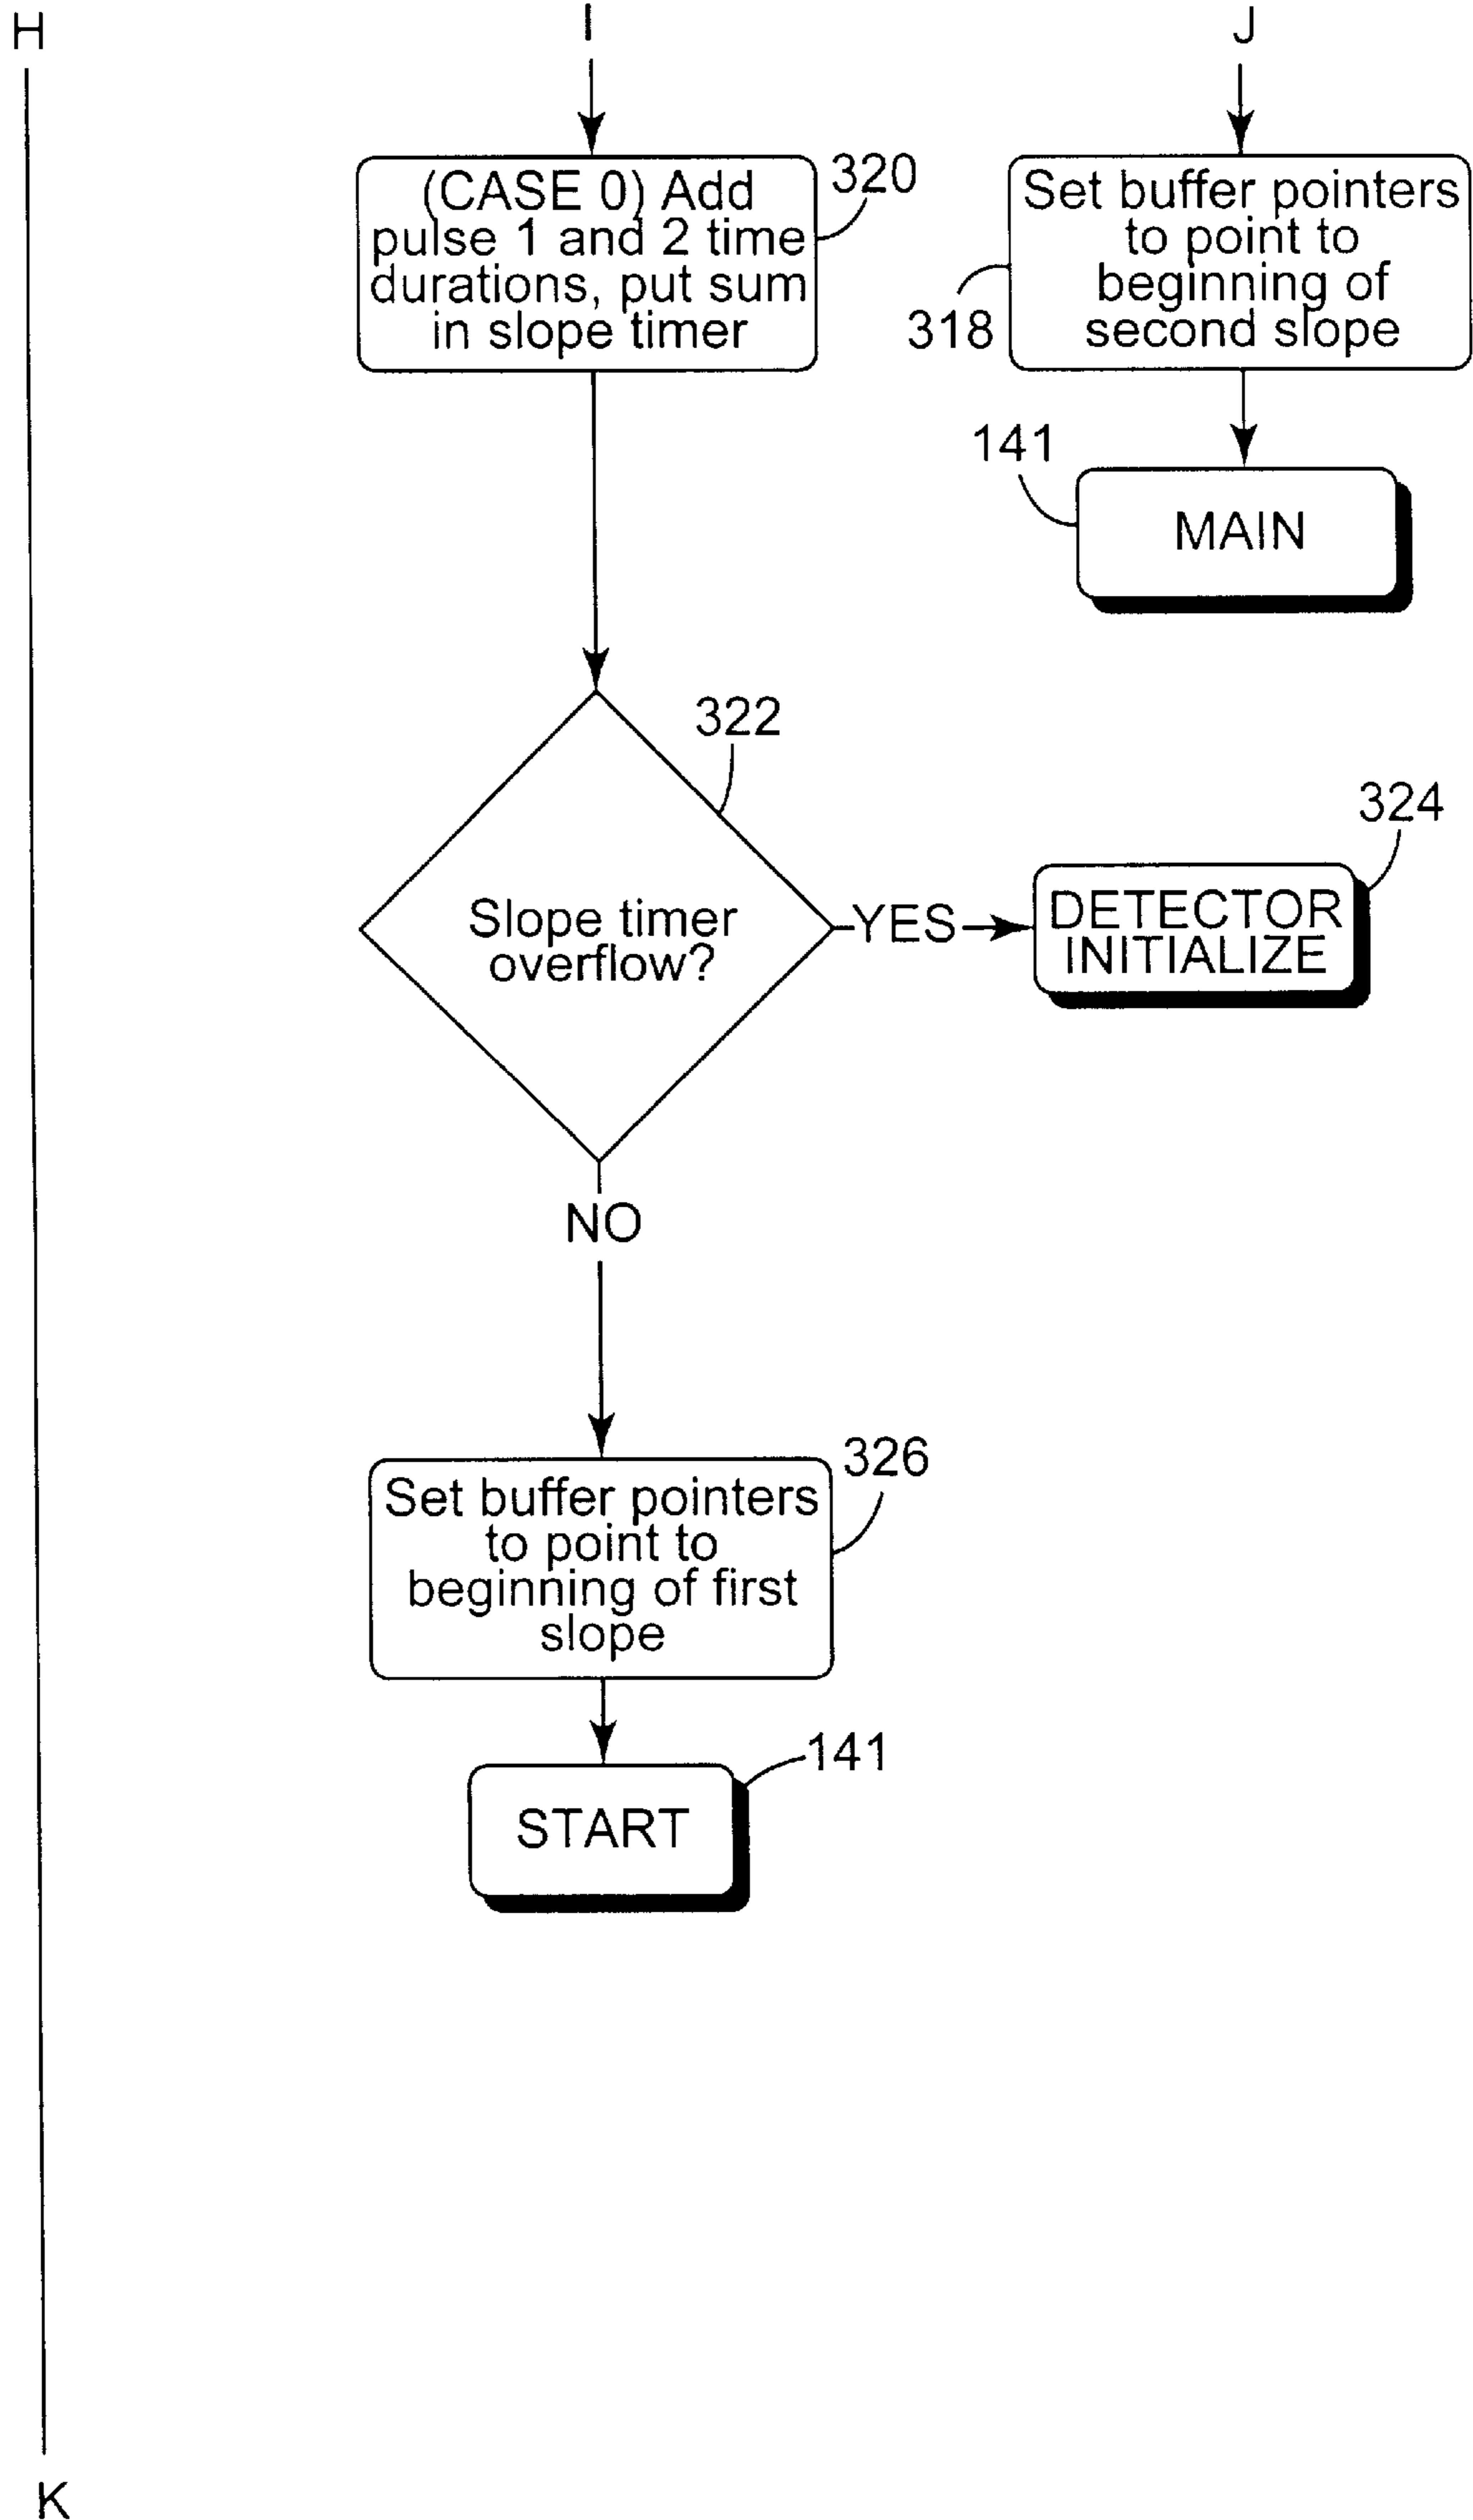 H
I
J
(CASE 0) Add
pulse 1 and 2 time
durations, put sum
in slope timer
320
Set buffer pointers
to point to
beginning of
second slope
318
141
MAIN
322
Slope timer
overflow?
YES
324
DETECTOR
INITIALIZE
NO
326
Set buffer pointers
to point to
beginning of first
slope
141
START
K